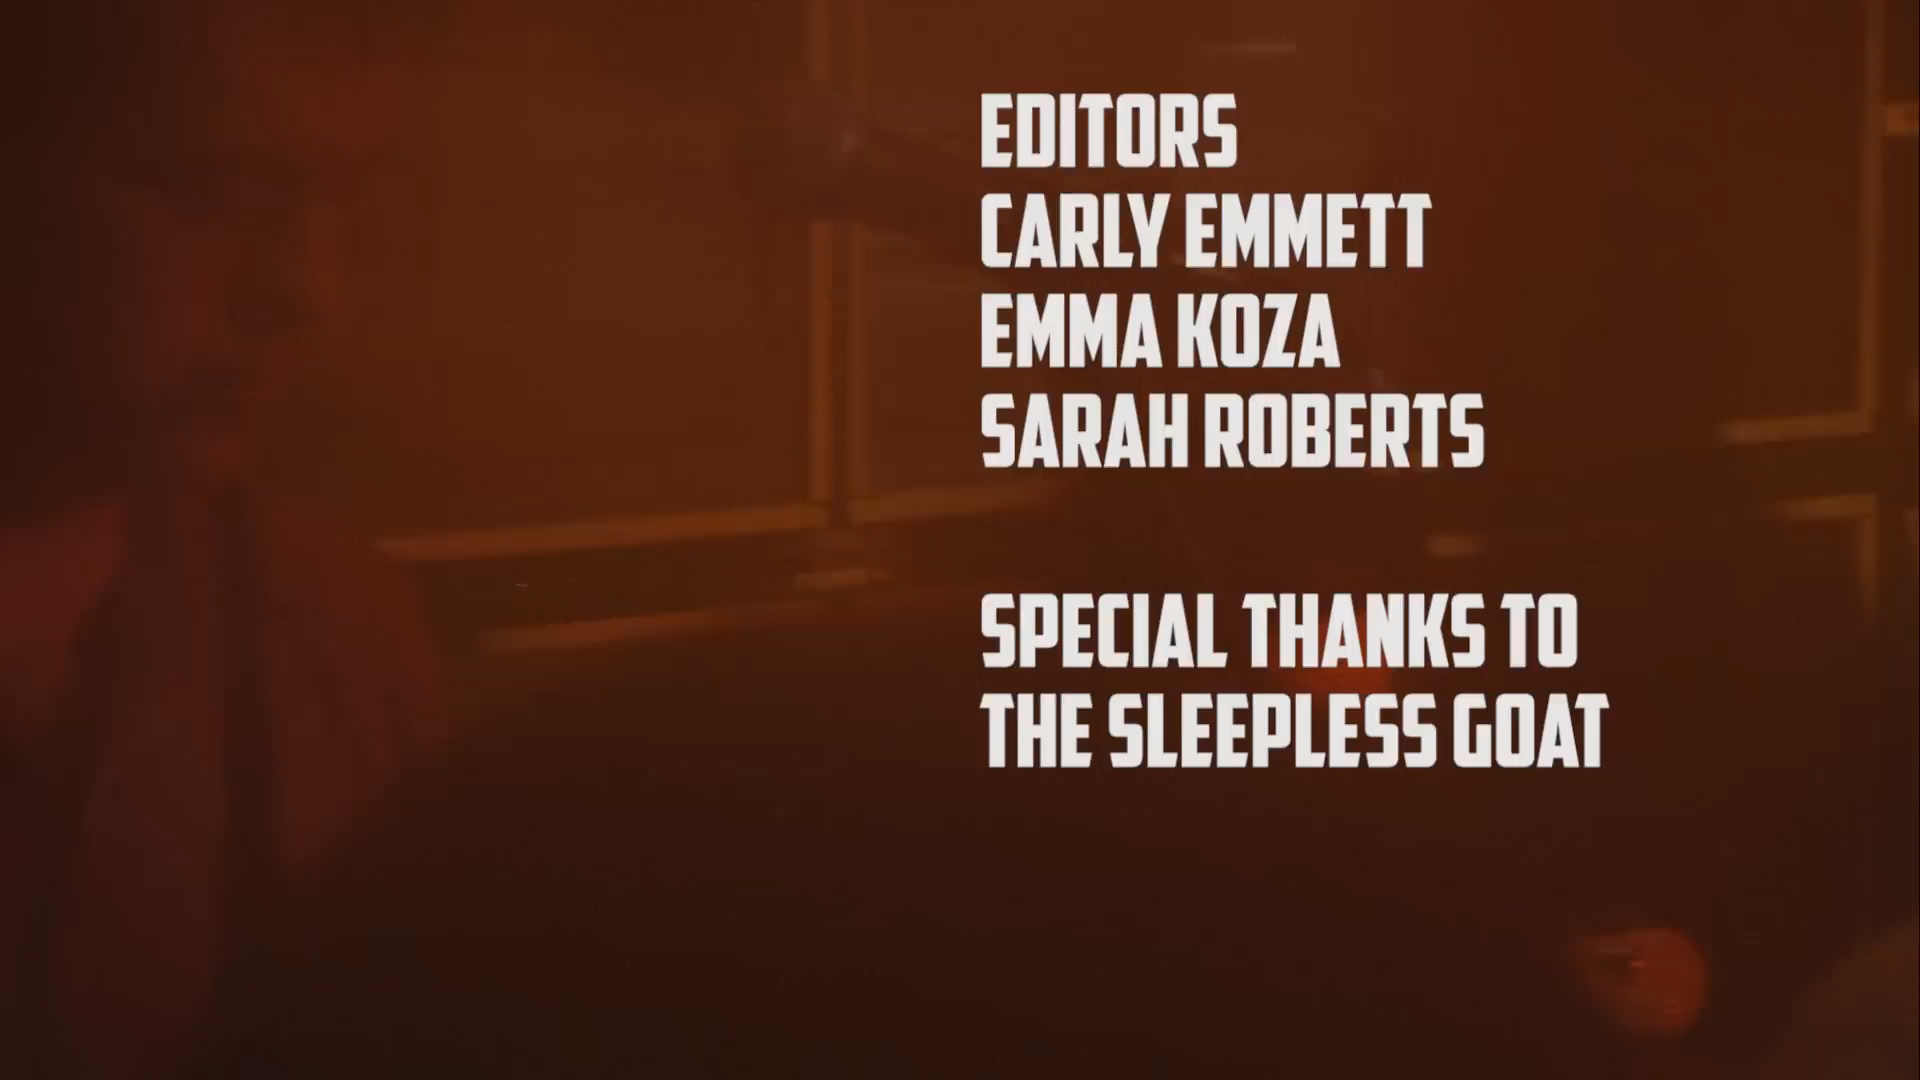 EDITORS
CARLY EMMETT
EMMA KOZA
SARAH ROBERTS
SPECIAL THANKS TO
THE SLEEPLESS GOAT